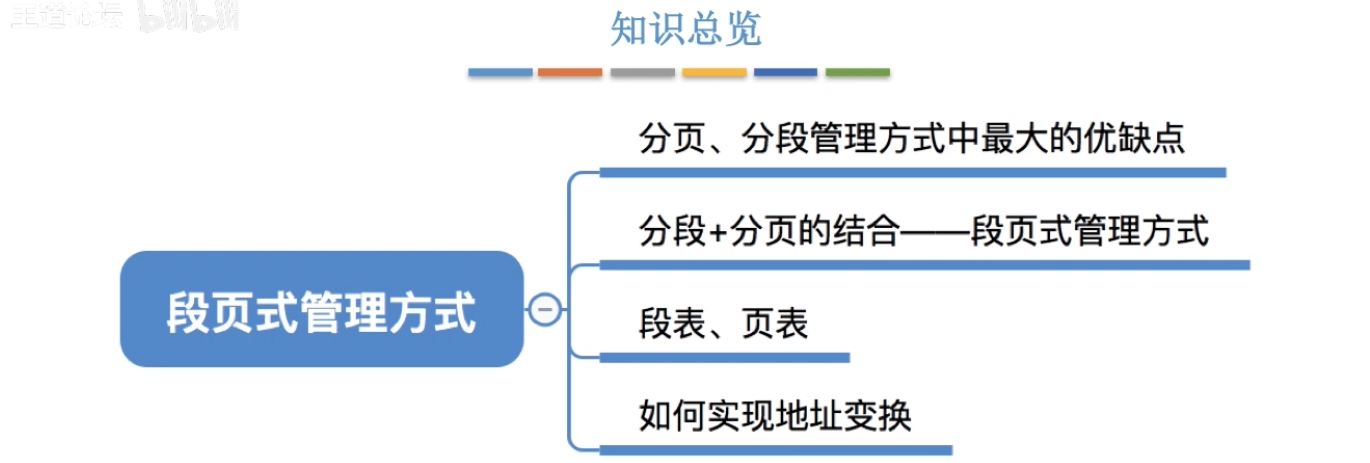 王道论坛 bilibili
知识总览
分页、分段管理方式中最大的优缺点
分段+分页的结合——段页式管理方式
段页式管理方式
段表、页表
如何实现地址变换